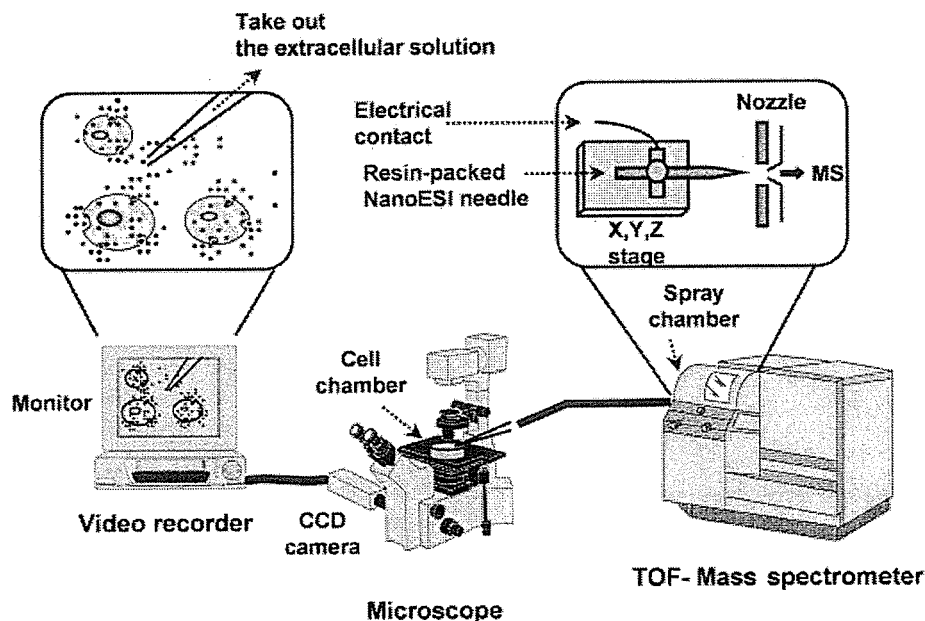 Take out
the extracellular solution
Electrical
contact
Resin-packed
NanoESI needle
Nozzle
MS
X,Y,Z
stage
Spray
chamber
Cell
chamber
Monitor
Video recorder
CCD
camera
Microscope
TOF- Mass spectrometer